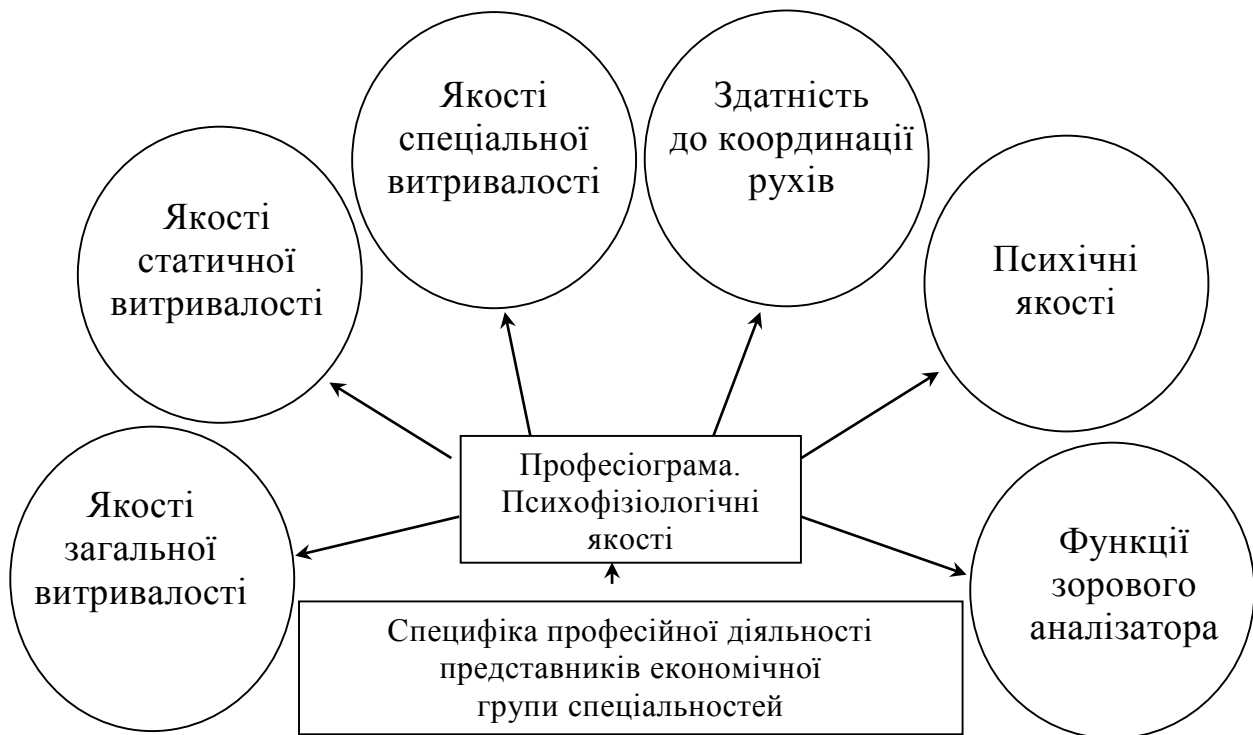 Якості
спеціальної
витривалості
Здатність
до координації
рухів
Якості
статичної
витривалості
Психічні
якості
Професіограма.
Психофізіологічні
якості
Якості
загальної
витривалості
Функції
зорового
аналізатора
Специфіка професійної діяльності
представників економічної
групи спеціальностей